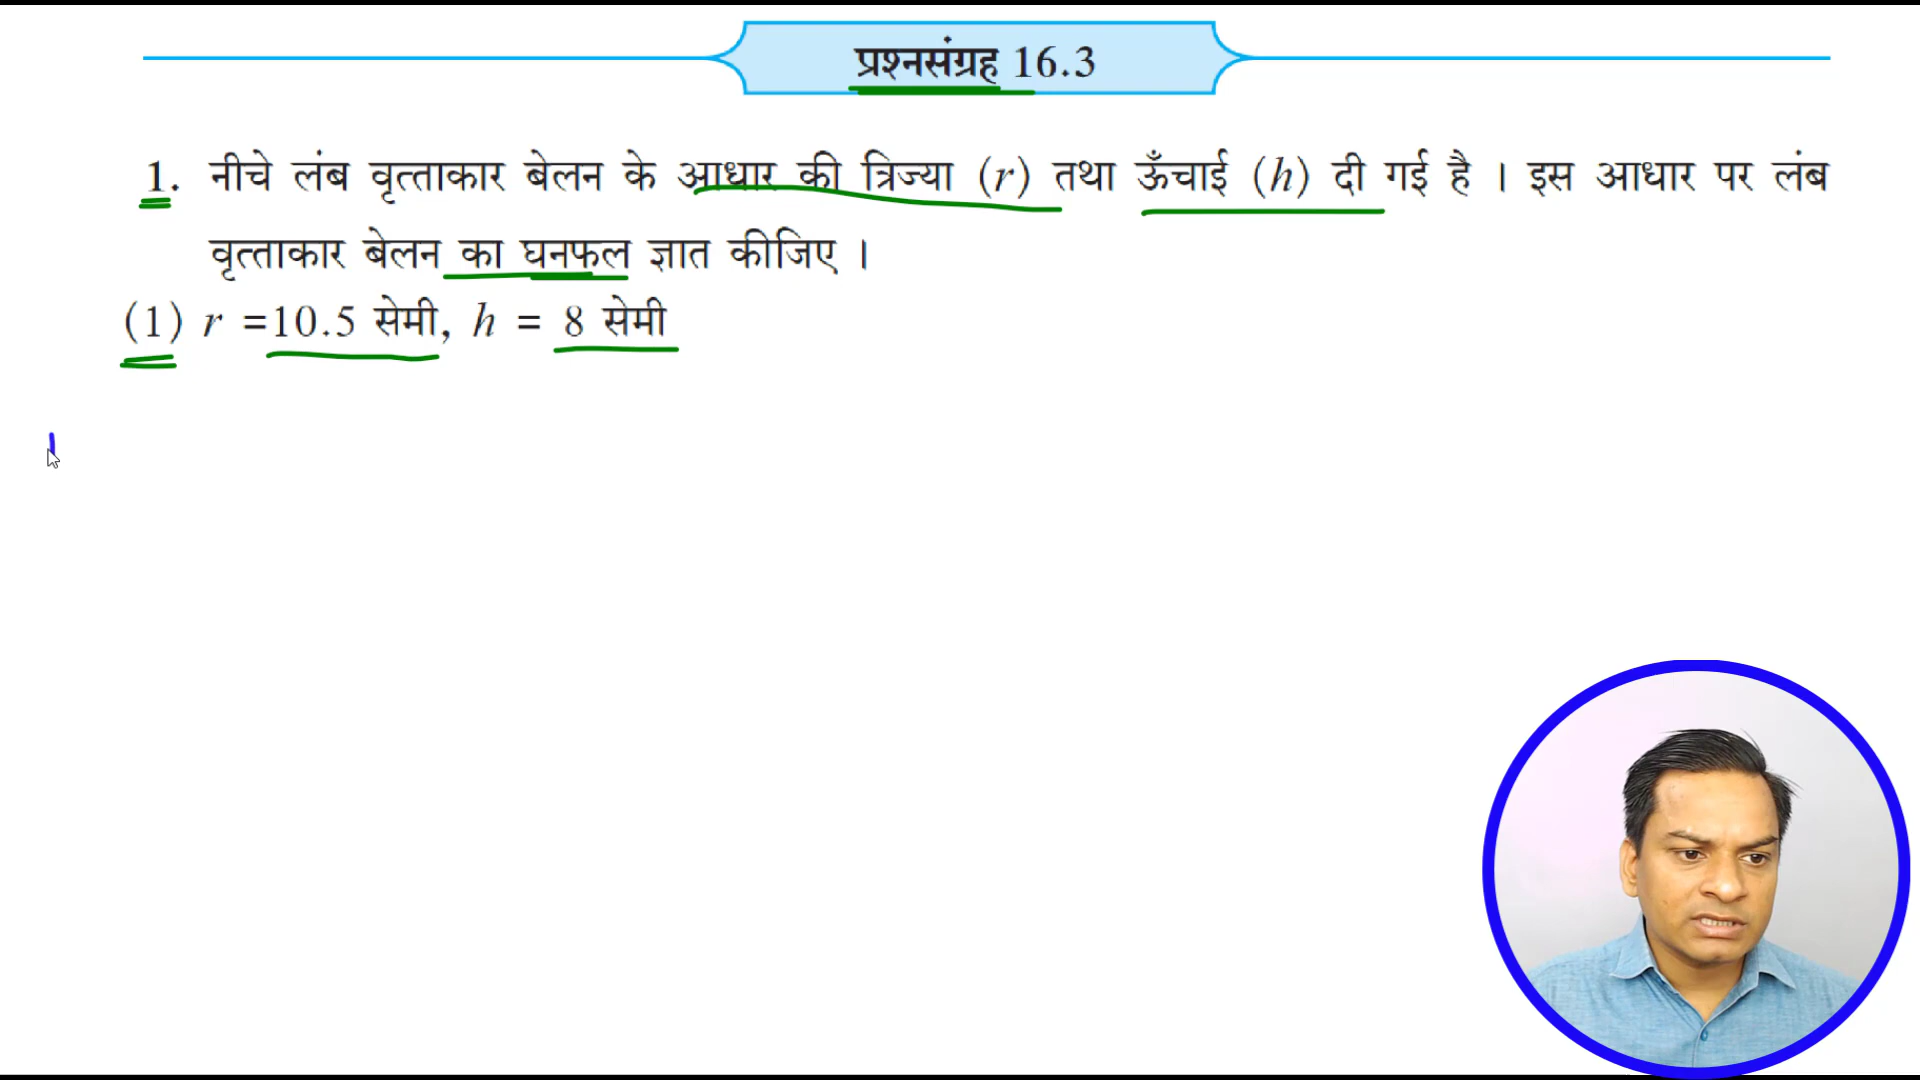 प्रश्नसंग्रह 16.3
1. नीचे लंब वृत्ताकार बेलन के आधार की त्रिज्या (r) तथा ऊँचाई (h) दी गई है । इस आधार पर लंब
वृत्ताकार बेलन का घनफल ज्ञात कीजिए ।
(1) r =10.5 सेमी, h = 8 सेमी